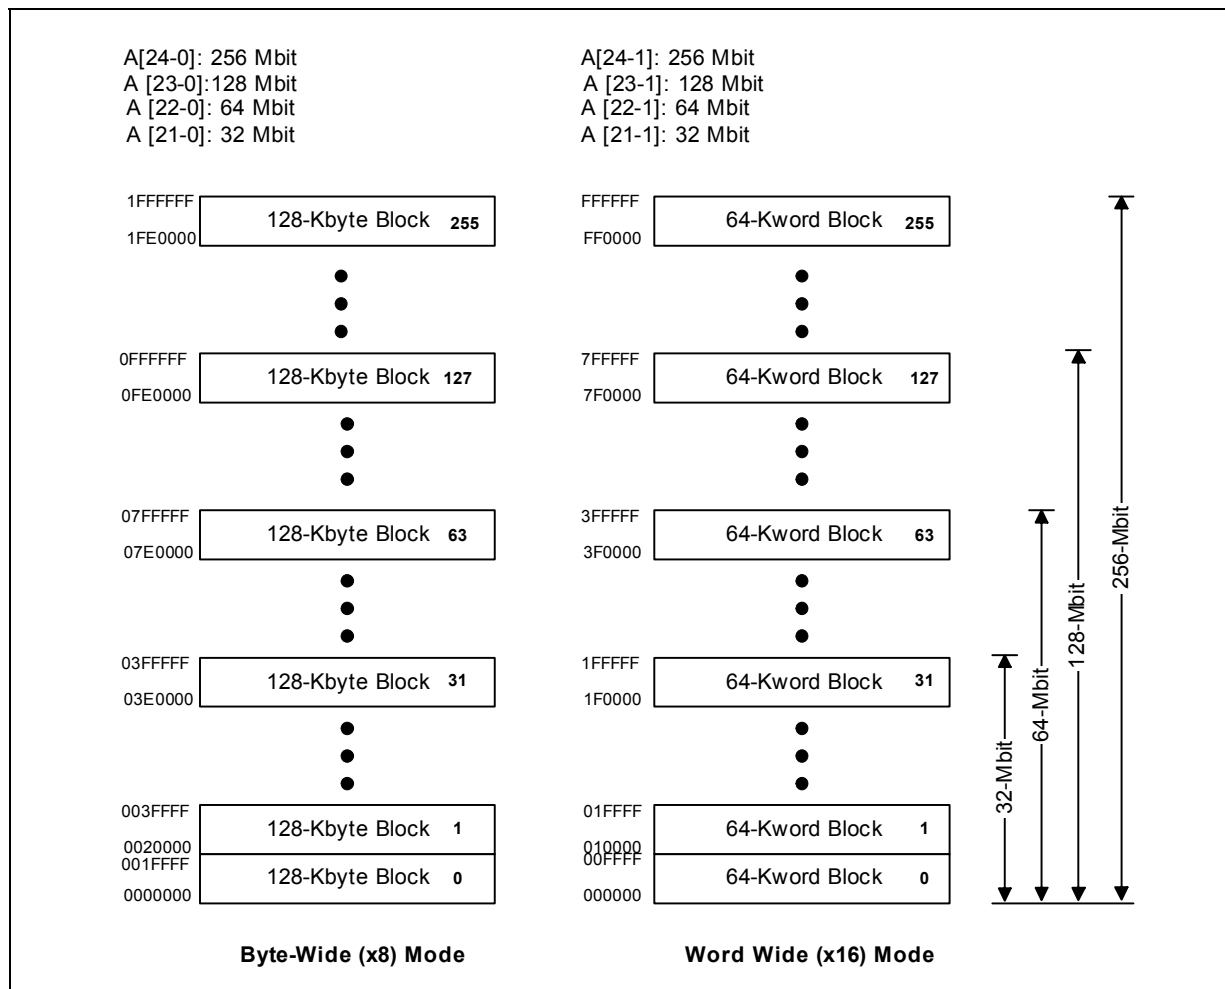 A[24-0]: 256 Mbit
A [23-0]:128 Mbit
A [22-0]: 64 Mbit
A [21-0]: 32 Mbit
A[24-1]: 256 Mbit
A [23-1]: 128 Mbit
A [22-1]: 64 Mbit
A [21-1]: 32 Mbit
1FFFFFF
128-Kbyte Block 255
1FE0000
FFFFFF
64-Kword Block 255
FF0000
0FFFFFF
128-Kbyte Block 127
0FE0000
7FFFFF
64-Kword Block 127
7F0000
07FFFFF
128-Kbyte Block 63
07E0000
3FFFFF
64-Kword Block 63
3F0000
03FFFFF
128-Kbyte Block 31
03E0000
1FFFFF
64-Kword Block 31
1F0000
003FFFF
128-Kbyte Block 1
0020000
001FFFF
128-Kbyte Block 0
0000000
01FFFF
64-Kword Block 1
010000
00FFFF
64-Kword Block 0
000000
32-Mbit
64-Mbit
128-Mbit
256-Mbit
Byte-Wide (x8) Mode
Word Wide (x16) Mode